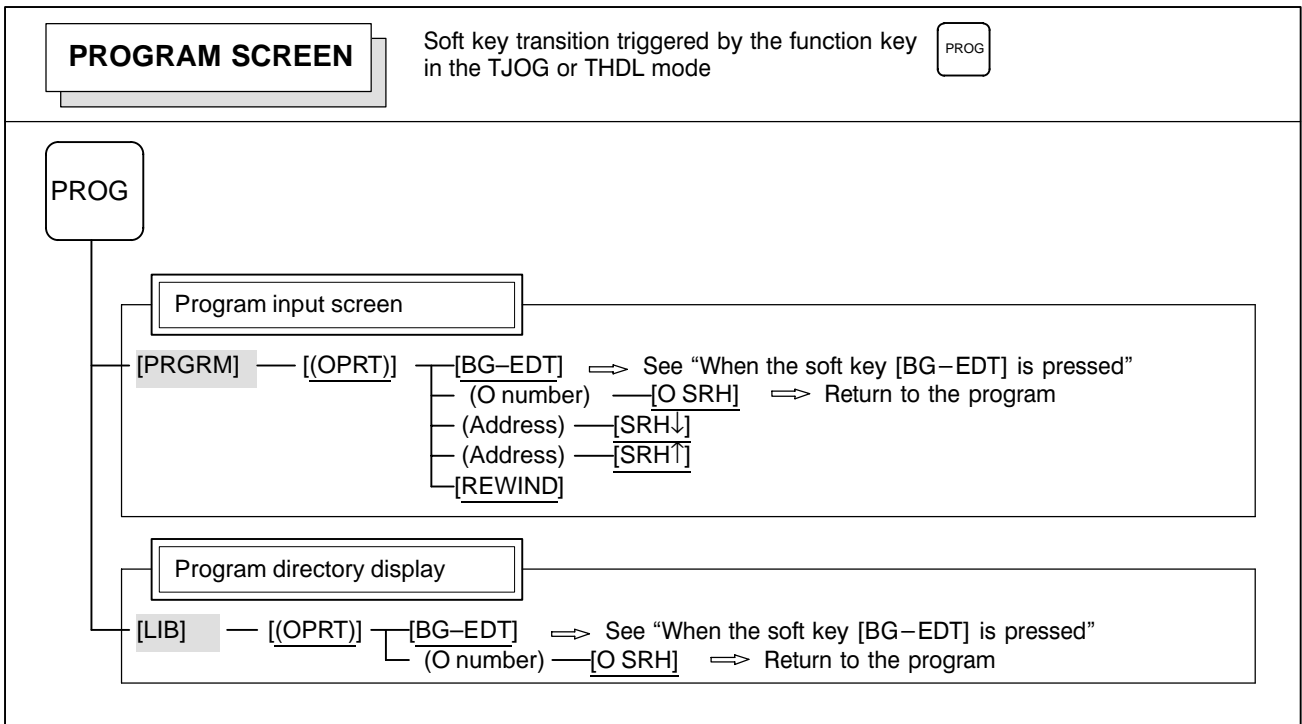 PROGRAM SCREEN
Soft key transition triggered by the function key PROG
in the TJOG or THDL mode
PROG
Program input screen
[PRGRM] [(OPRT)] [BG–EDT] ⇒ See “When the soft key [BG–EDT] is pressed”
(O number) [O SRH] ⇒ Return to the program
(Address) [SRH↓]
(Address) [SRH↑]
[REWIND]
Program directory display
[LIB] [(OPRT)] [BG–EDT] ⇒ See “When the soft key [BG–EDT] is pressed”
(O number) [O SRH] ⇒ Return to the program